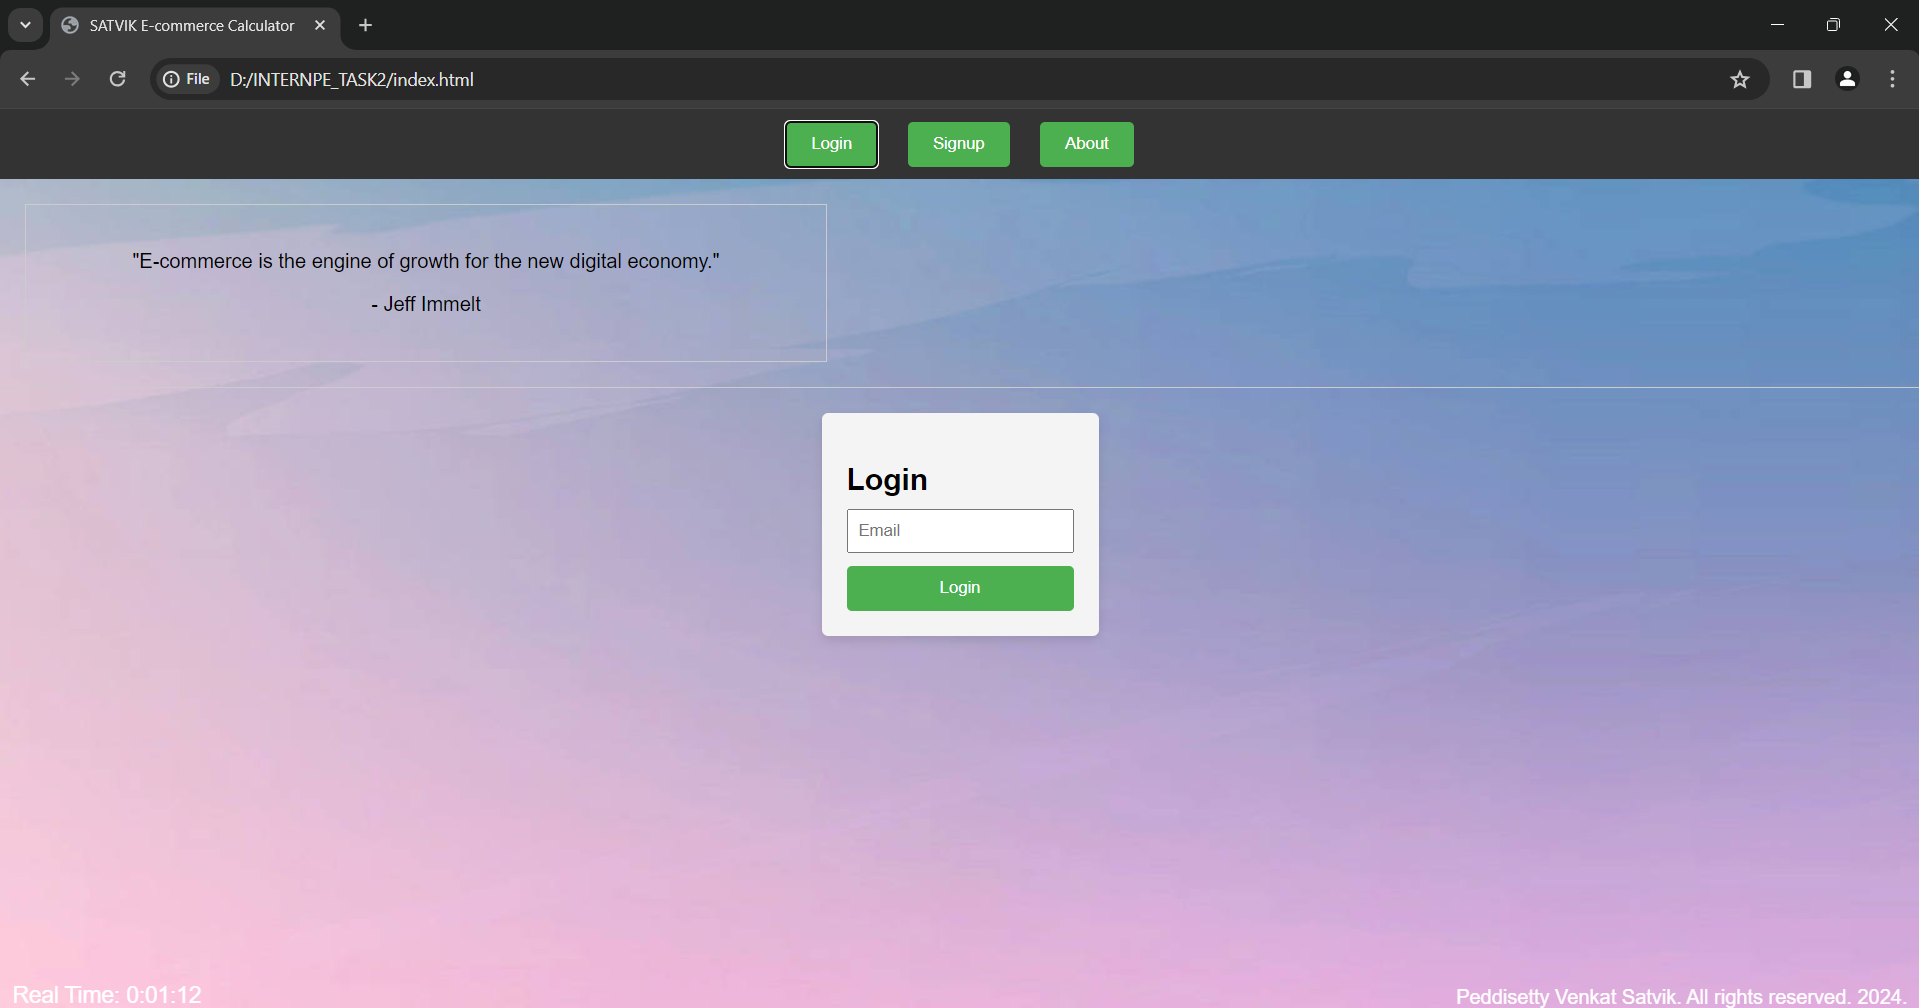 SATVIK E-commerce Calculator
File
D:/INTERNPE_TASK2/index.html
Login
Signup
About
"E-commerce is the engine of growth for the new digital economy."
- Jeff Immelt
Login
Email
Login
Real Time: 0:01:12
Peddisetty Venkat Satvik. All rights reserved. 2024.